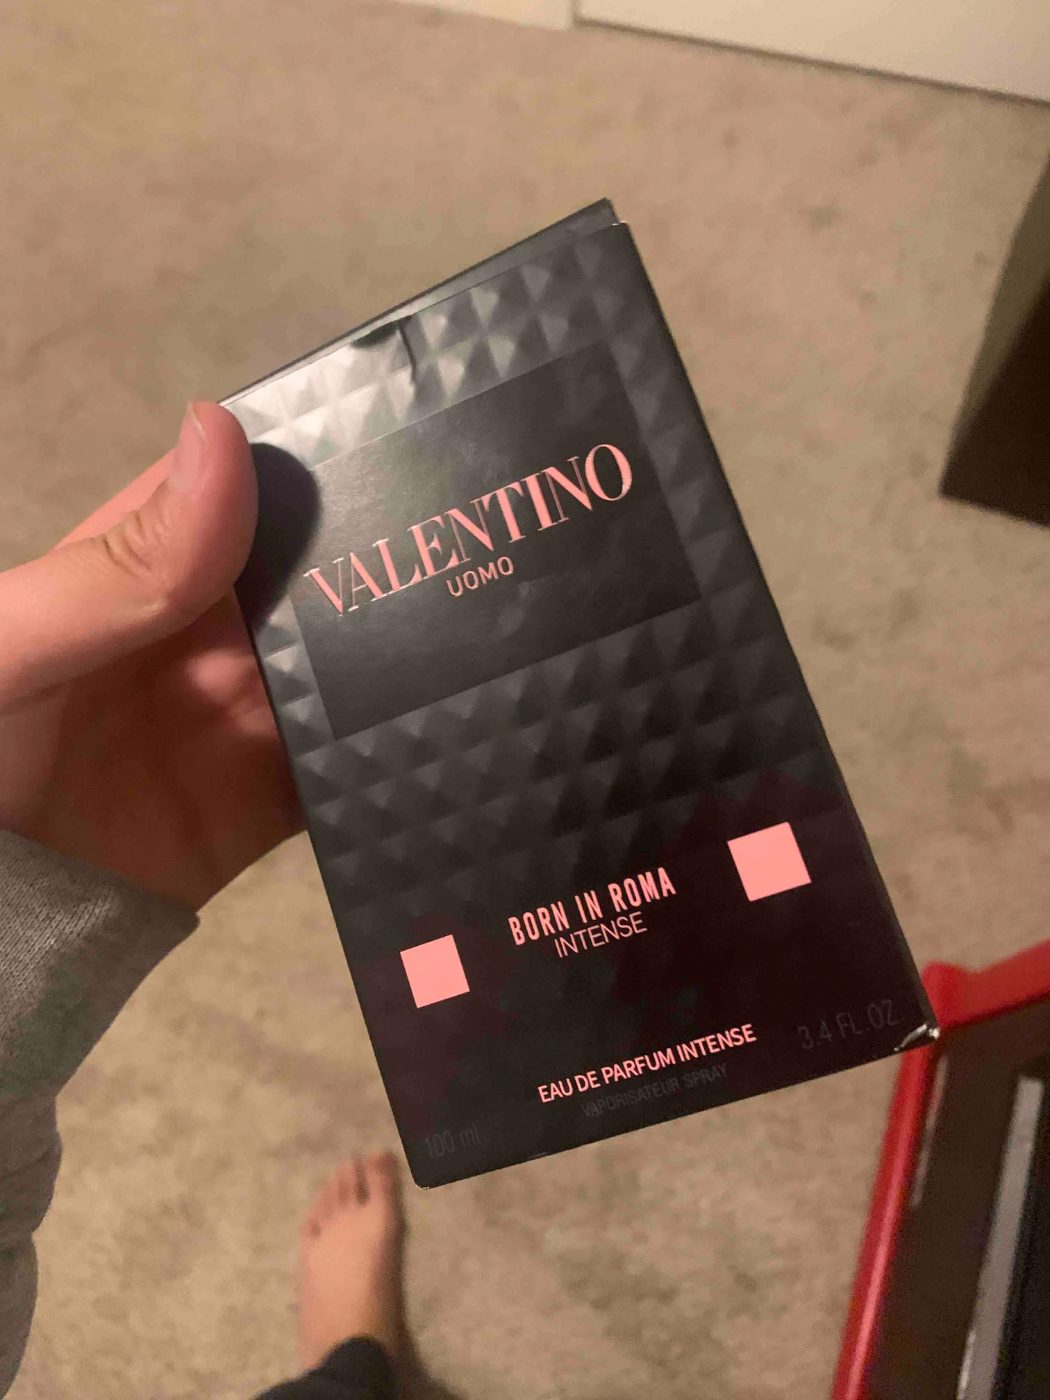 VALENTINO
UOMO
BORN IN ROMA
INTENSE
EAU DE PARFUM INTENSE
VAPORISATEUR SPRAY
100 ml
3.4 FL.OZ